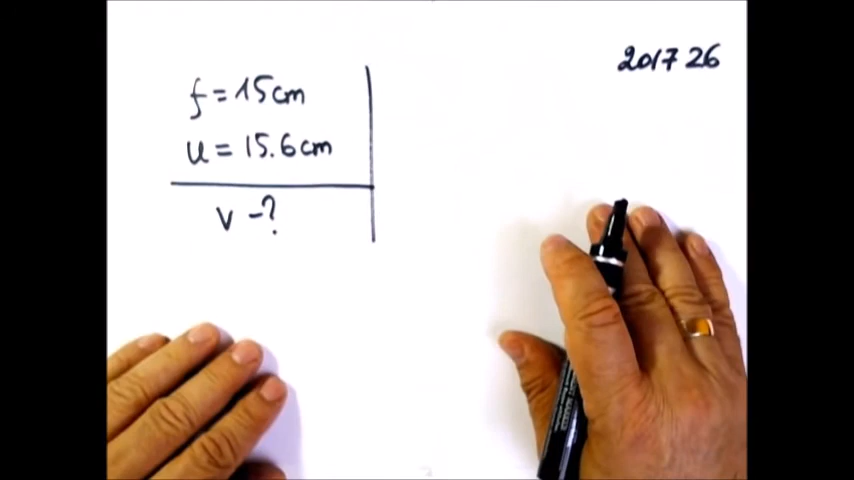 2017 26
f = 15cm
u = 15.6cm
v - ?